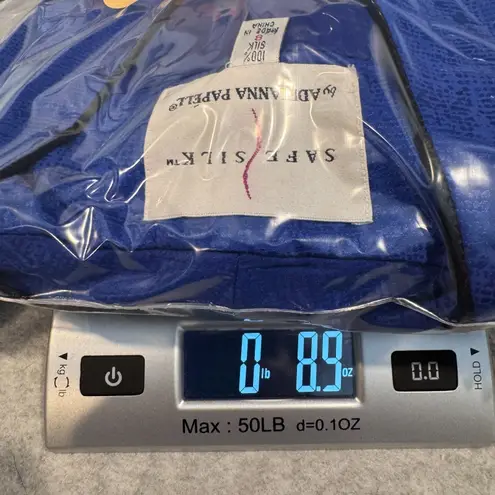 MADE IN
CHINA
8
100% SILK
by ADRIANNA PAPELL®
SAFE SILK™
kg lb
0 lb 8.9 oz
0.0
HOLD
Max : 50LB d=0.1OZ